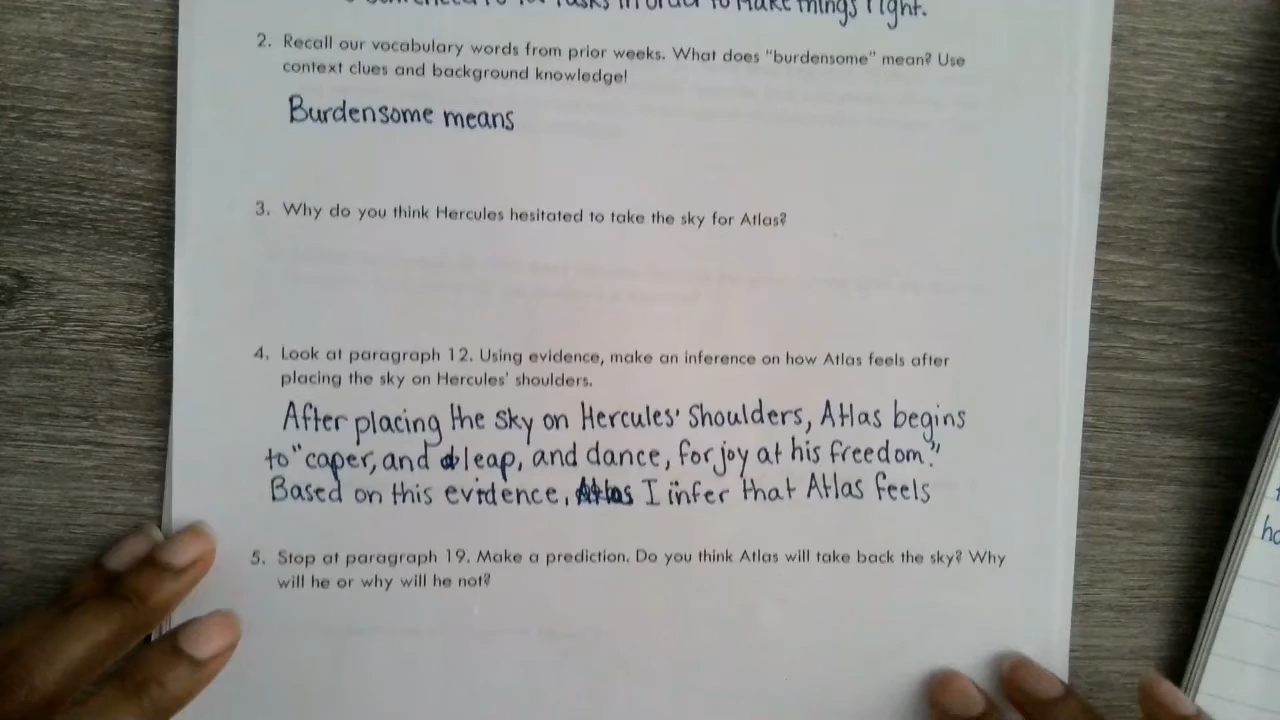 to make things right.
2. Recall our vocabulary words from prior weeks. What does "burdensome" mean? Use
context clues and background knowledge!
Burdensome means
3. Why do you think Hercules hesitated to take the sky for Atlas?
4. Look at paragraph 12. Using evidence, make an inference on how Atlas feels after
placing the sky on Hercules' shoulders.
After placing the sky on Hercules' shoulders, Atlas begins
to "caper, and leap, and dance, for joy at his freedom."
Based on this evidence, I infer that Atlas feels
5. Stop at paragraph 19. Make a prediction. Do you think Atlas will take back the sky? Why
will he or why will he not?